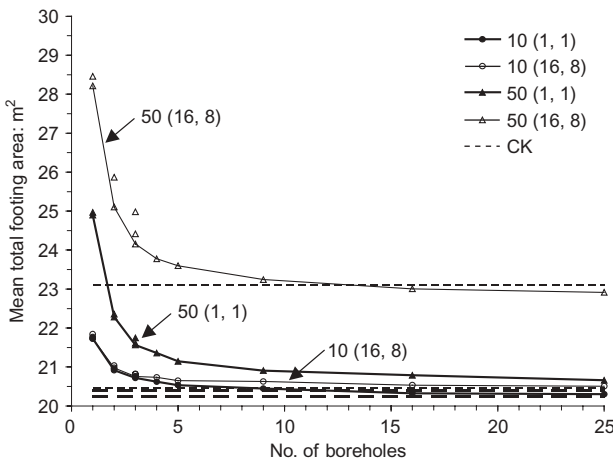 30
29
28
27
26
25
24
23
22
21
20
Mean total footing area: m²
0
5
10
15
20
25
No. of boreholes
10 (1, 1)
10 (16, 8)
50 (1, 1)
50 (16, 8)
CK
50 (16, 8)
50 (1, 1)
10 (16, 8)